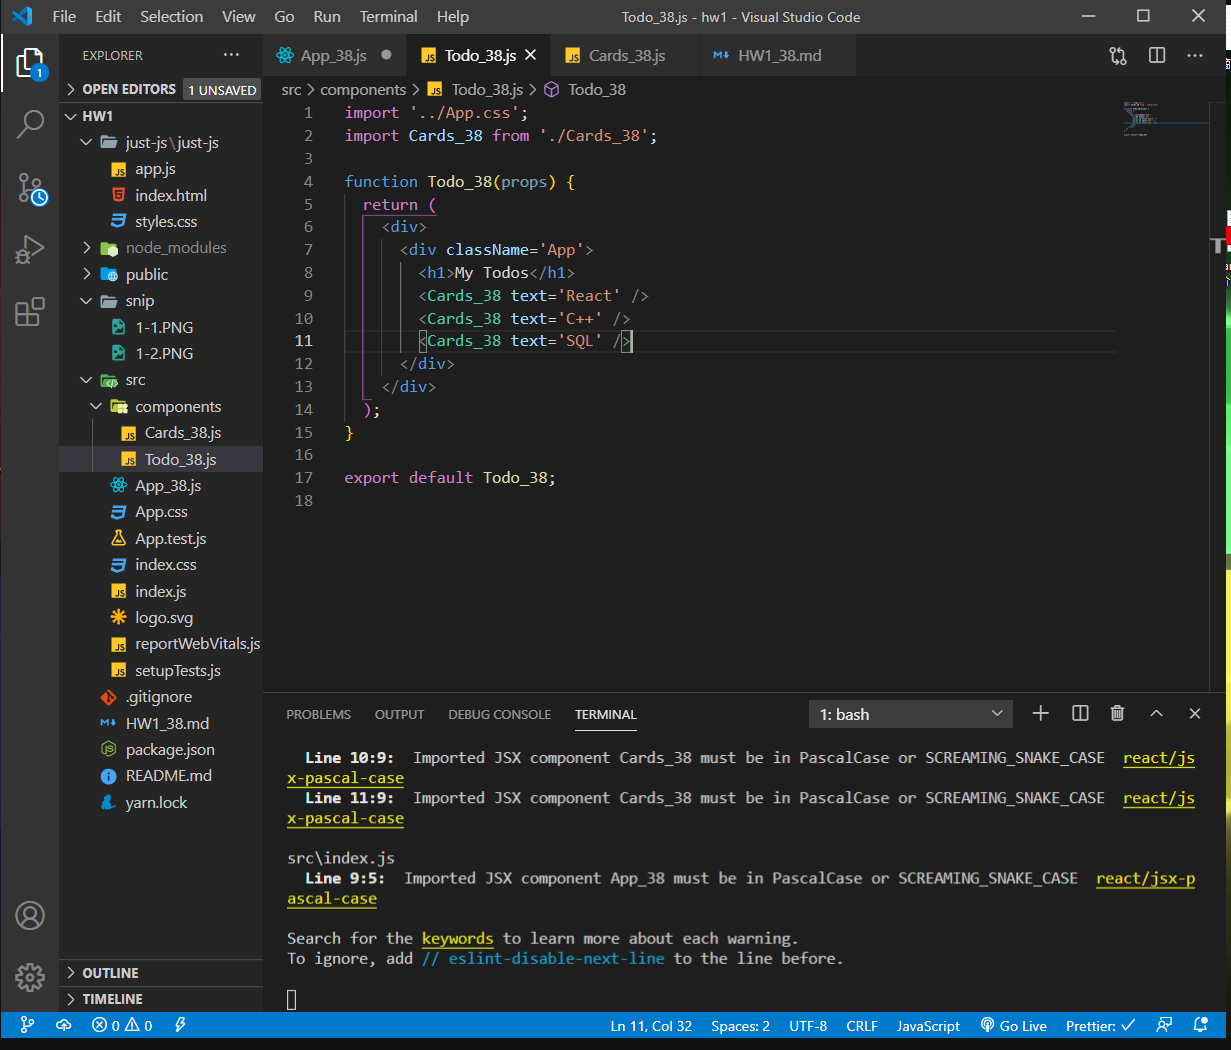 File Edit Selection View Go Run Terminal Help Todo_38.js - hw1 - Visual Studio Code
EXPLORER
App_38.js Todo_38.js Cards_38.js HW1_38.md
OPEN EDITORS 1 UNSAVED
src components Todo_38.js Todo_38
HW1
just-js\just-js
app.js
index.html
styles.css
node_modules
public
snip
1-1.PNG
1-2.PNG
src
components
Cards_38.js
Todo_38.js
App_38.js
App.css
App.test.js
index.css
index.js
logo.svg
reportWebVitals.js
setupTests.js
.gitignore
HW1_38.md
package.json
README.md
yarn.lock
OUTLINE
TIMELINE
1
1 import '../App.css';
2 import Cards_38 from './Cards_38';
3
4 function Todo_38(props) {
5 return (
6 <div>
7 <div className='App'>
8 <h1>My Todos</h1>
9 <Cards_38 text='React' />
10 <Cards_38 text='C++' />
11 <Cards_38 text='SQL' />
12 </div>
13 </div>
14 );
15 }
16
17 export default Todo_38;
18
PROBLEMS OUTPUT DEBUG CONSOLE TERMINAL 1: bash
Line 10:9: Imported JSX component Cards_38 must be in PascalCase or SCREAMING_SNAKE_CASE react/js
x-pascal-case
Line 11:9: Imported JSX component Cards_38 must be in PascalCase or SCREAMING_SNAKE_CASE react/js
x-pascal-case
src\index.js
Line 9:5: Imported JSX component App_38 must be in PascalCase or SCREAMING_SNAKE_CASE react/jsx-p
ascal-case
Search for the keywords to learn more about each warning.
To ignore, add // eslint-disable-next-line to the line before.
0 0 Ln 11, Col 32 Spaces: 2 UTF-8 CRLF JavaScript Go Live Prettier: ✓